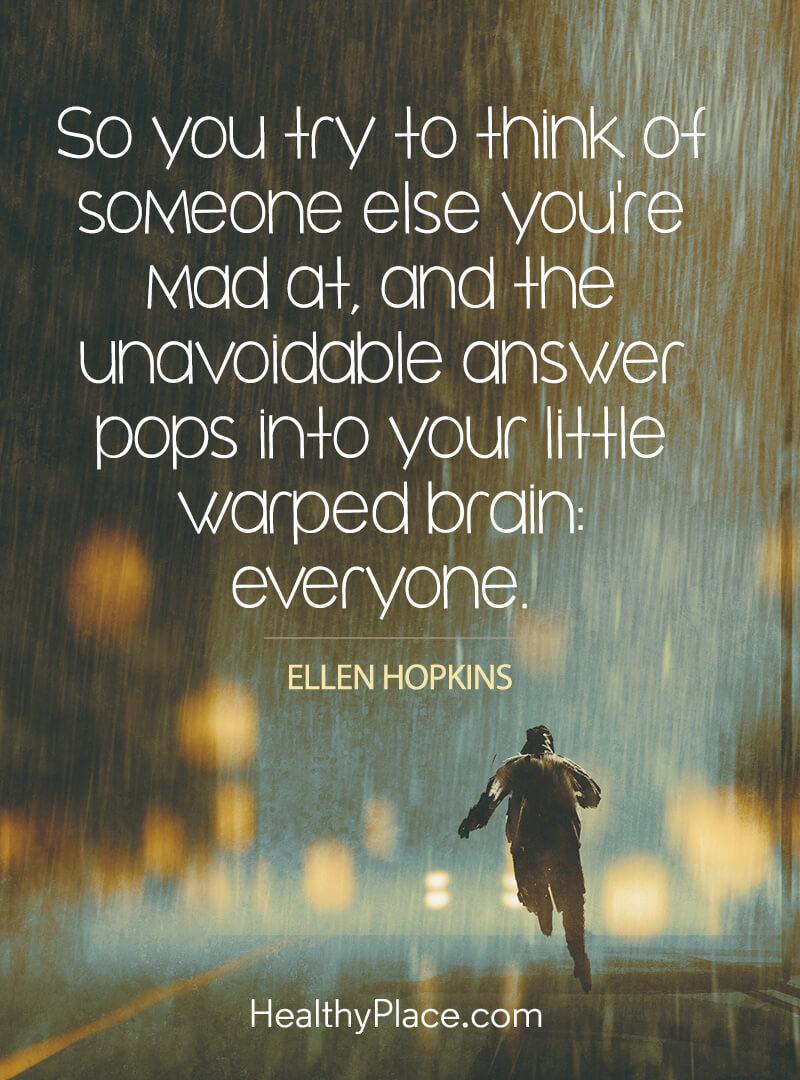 So you try to think of
someone else you're
mad at, and the
unavoidable answer
pops into your little
warped brain:
everyone.
ELLEN HOPKINS
HealthyPlace.com